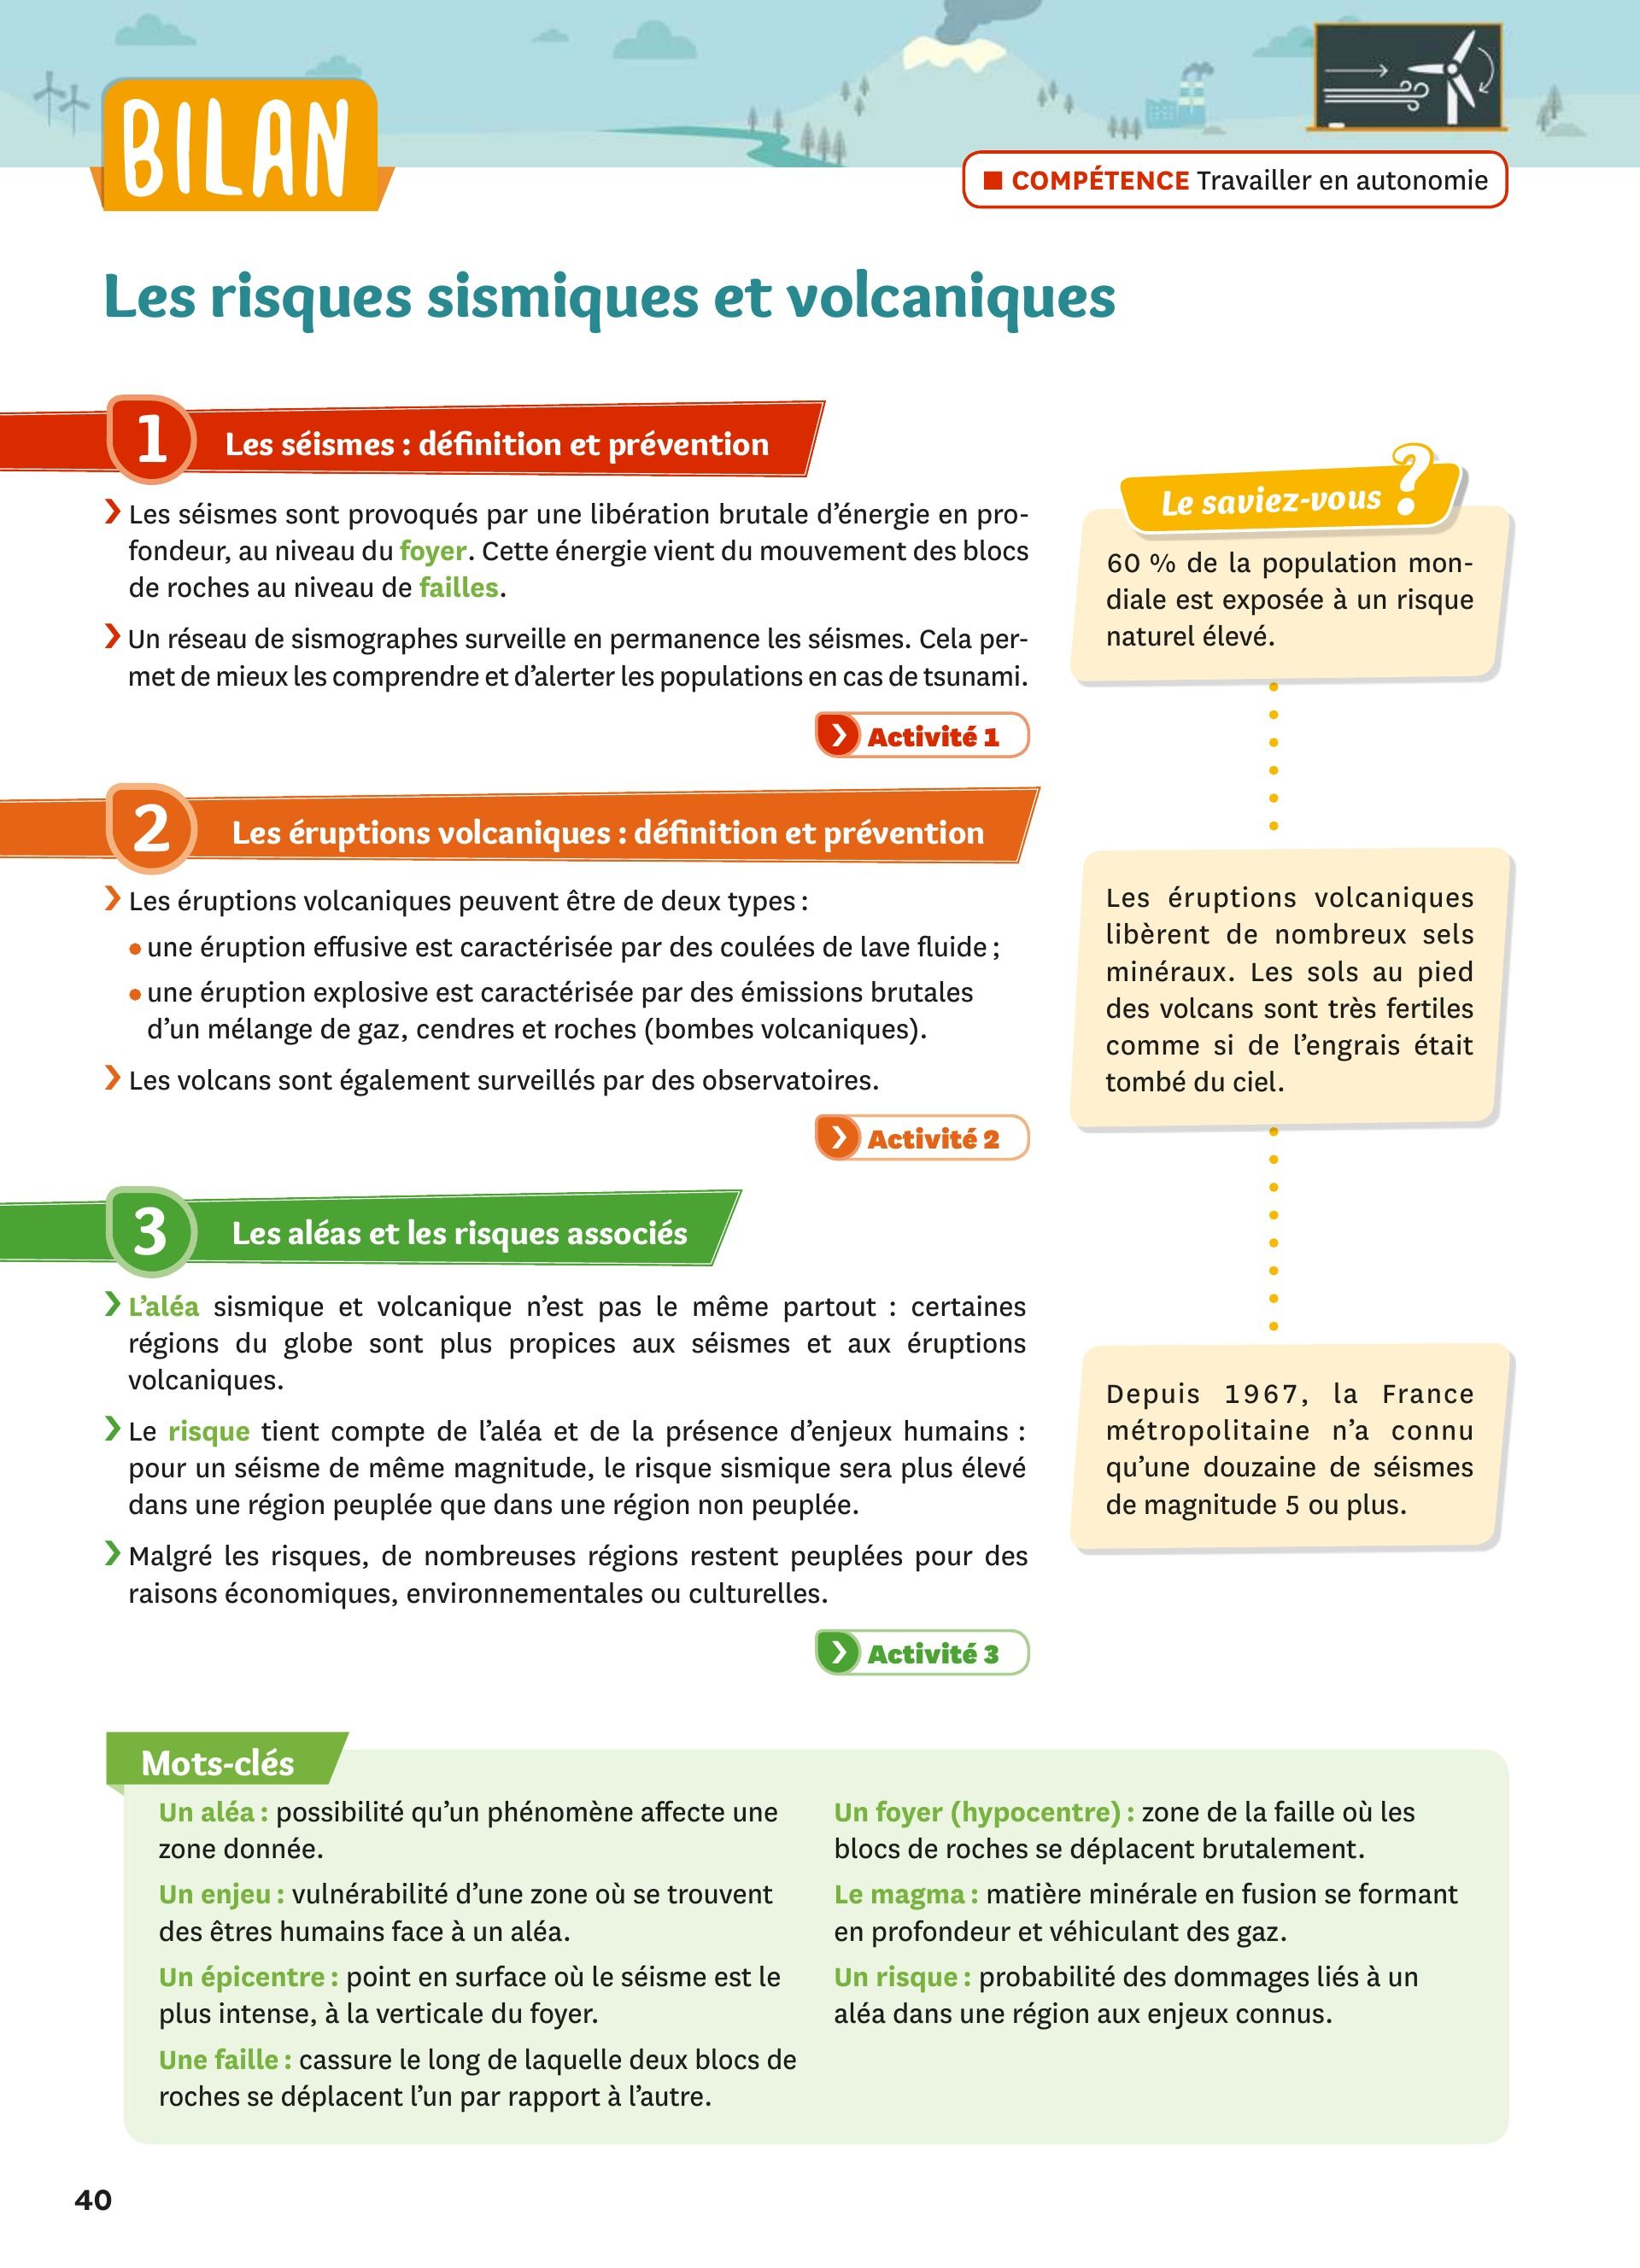 BILAN
■ COMPÉTENCE Travailler en autonomie
Les risques sismiques et volcaniques
1 Les séismes : définition et prévention
❯ Les séismes sont provoqués par une libération brutale d’énergie en pro-
fondeur, au niveau du foyer. Cette énergie vient du mouvement des blocs
de roches au niveau de failles.
❯ Un réseau de sismographes surveille en permanence les séismes. Cela per-
met de mieux les comprendre et d’alerter les populations en cas de tsunami.
❯ Activité 1
2 Les éruptions volcaniques : définition et prévention
❯ Les éruptions volcaniques peuvent être de deux types :
• une éruption effusive est caractérisée par des coulées de lave fluide ;
• une éruption explosive est caractérisée par des émissions brutales
d’un mélange de gaz, cendres et roches (bombes volcaniques).
❯ Les volcans sont également surveillés par des observatoires.
❯ Activité 2
3 Les aléas et les risques associés
❯ L’aléa sismique et volcanique n’est pas le même partout : certaines
régions du globe sont plus propices aux séismes et aux éruptions
volcaniques.
❯ Le risque tient compte de l’aléa et de la présence d’enjeux humains :
pour un séisme de même magnitude, le risque sismique sera plus élevé
dans une région peuplée que dans une région non peuplée.
❯ Malgré les risques, de nombreuses régions restent peuplées pour des
raisons économiques, environnementales ou culturelles.
❯ Activité 3
Le saviez-vous ?
60 % de la population mon-
diale est exposée à un risque
naturel élevé.
Les éruptions volcaniques
libèrent de nombreux sels
minéraux. Les sols au pied
des volcans sont très fertiles
comme si de l’engrais était
tombé du ciel.
Depuis 1967, la France
métropolitaine n’a connu
qu’une douzaine de séismes
de magnitude 5 ou plus.
Mots-clés
Un aléa : possibilité qu’un phénomène affecte une
zone donnée.
Un enjeu : vulnérabilité d’une zone où se trouvent
des êtres humains face à un aléa.
Un épicentre : point en surface où le séisme est le
plus intense, à la verticale du foyer.
Une faille : cassure le long de laquelle deux blocs de
roches se déplacent l’un par rapport à l’autre.
Un foyer (hypocentre) : zone de la faille où les
blocs de roches se déplacent brutalement.
Le magma : matière minérale en fusion se formant
en profondeur et véhiculant des gaz.
Un risque : probabilité des dommages liés à un
aléa dans une région aux enjeux connus.
40